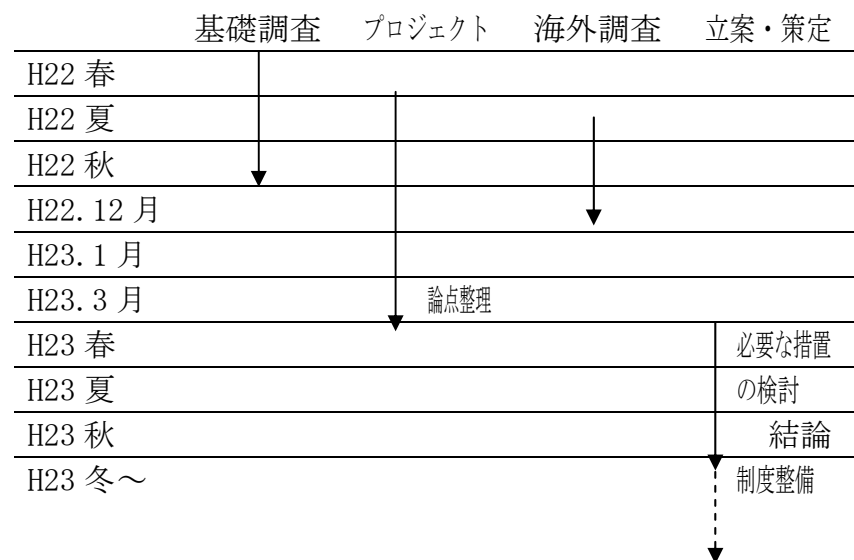 基礎調査 プロジェクト 海外調査 立案・策定
H22 春
H22 夏
H22 秋
H22.12 月
H23.1 月
H23.3 月 論点整理
H23 春 必要な措置
H23 夏 の検討
H23 秋 結論
H23 冬~ 制度整備